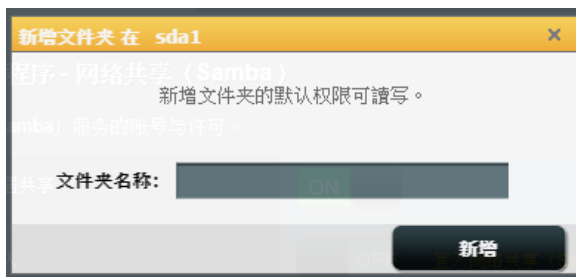 新增文件夹 在 sda1
程序 - 网络共享（Samba）
新增文件夹的默认权限可讀写。
amba）服务的账号与许可。
文件夹名称:
ON
新增